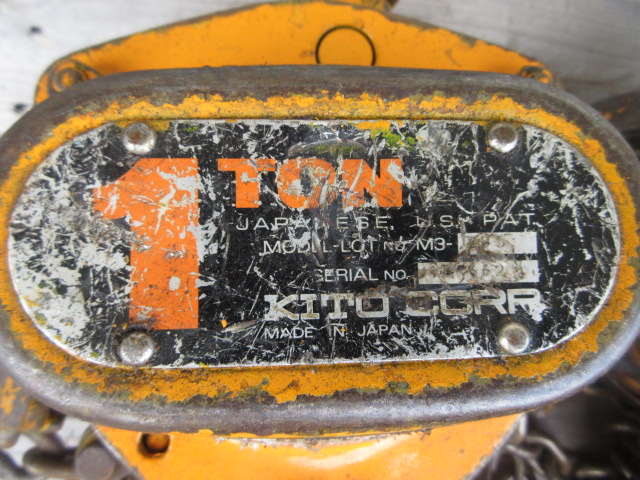 1 TON
JAPANESE U.S. PAT.
MODEL-LOT NO. M3-
SERIAL NO.
KITO CORP.
MADE IN JAPAN